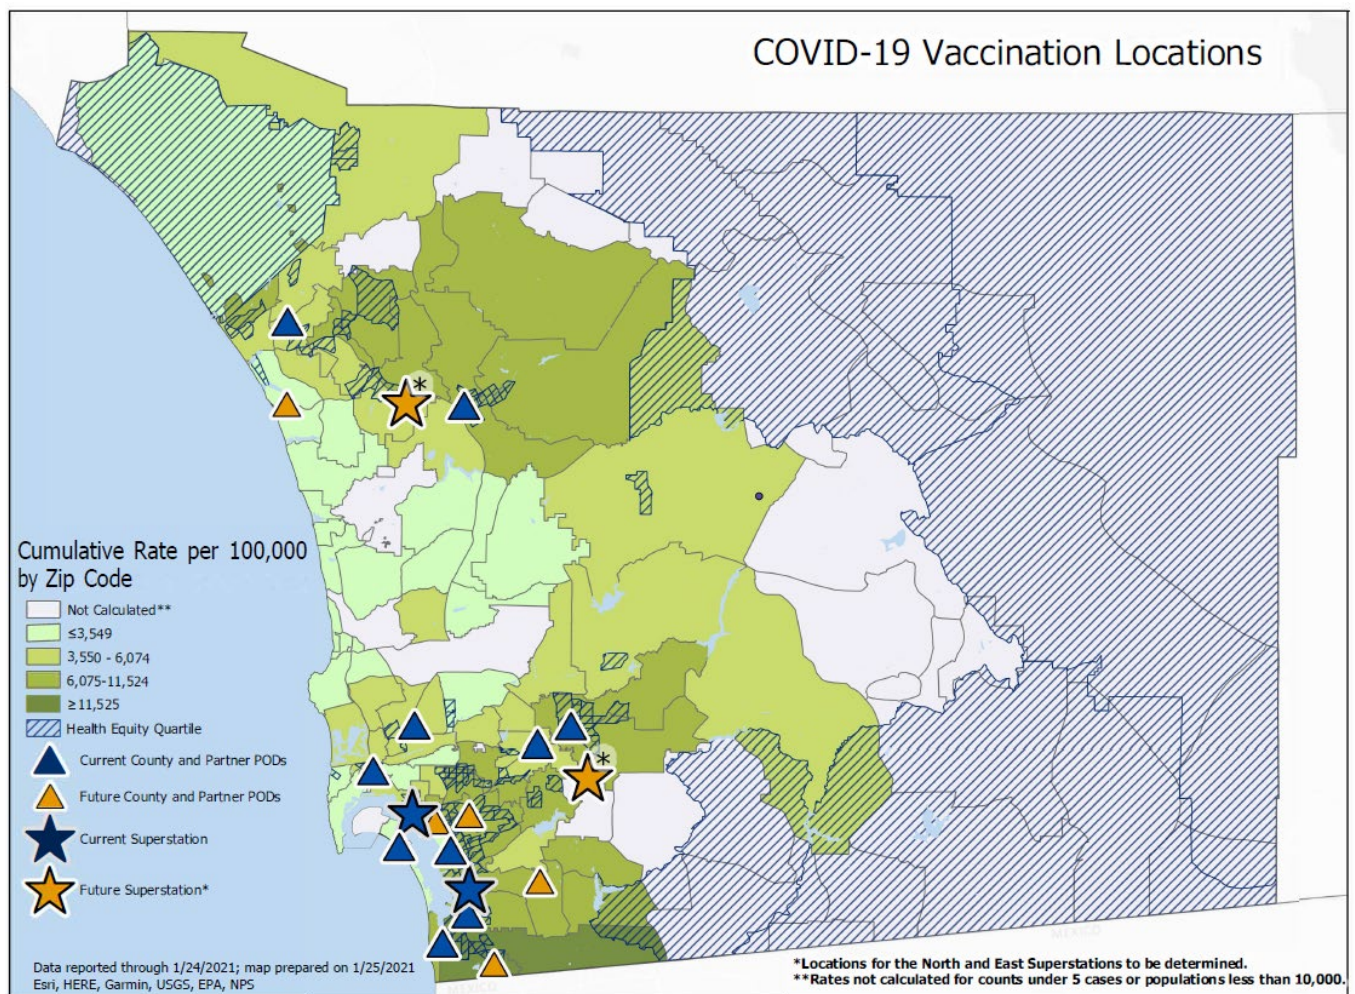 COVID-19 Vaccination Locations
*
Cumulative Rate per 100,000
by Zip Code
Not Calculated**
≤3,549
3,550 - 6,074
6,075-11,524
≥11,525
Health Equity Quartile
Current County and Partner PODs
*
Future County and Partner PODs
Current Superstation
Future Superstation*
MEXICO
MEXICO
Data reported through 1/24/2021; map prepared on 1/25/2021
Esri, HERE, Garmin, USGS, EPA, NPS
*Locations for the North and East Superstations to be determined.
**Rates not calculated for counts under 5 cases or populations less than 10,000.